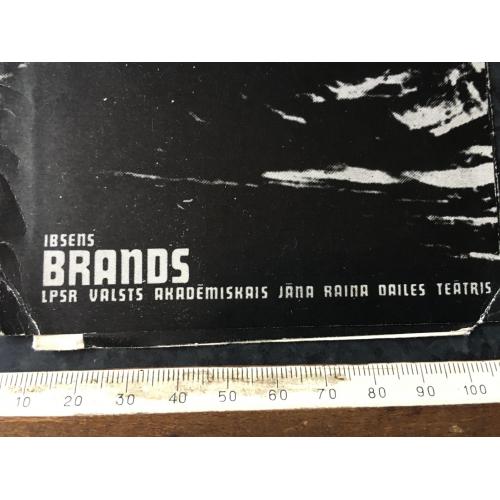 IBSENS
BRANDS
LPSR VALSTS AKADĒMISKAIS JĀŅA RAIŅA DAILES TEĀTRIS
10 20 30 40 50 60 70 80 90 100